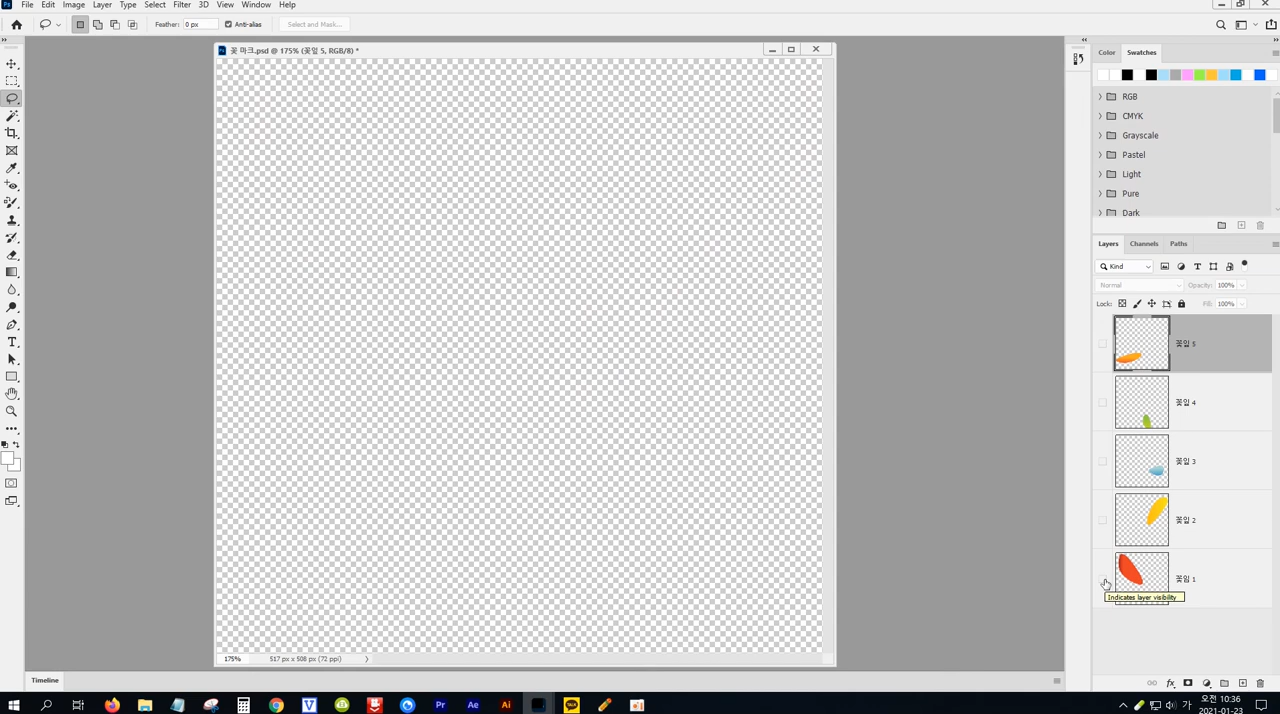 File Edit Image Layer Type Select Filter 3D View Window Help
Feather: 0 px Anti-alias Select and Mask...
꽃 마크.psd @ 175% (꽃잎 5, RGB/8) *
Color Swatches
RGB
CMYK
Grayscale
Pastel
Light
Pure
Dark
Layers Channels Paths
Kind
Normal Opacity: 100%
Lock: Fill: 100%
꽃잎 5
꽃잎 4
꽃잎 3
꽃잎 2
꽃잎 1
Indicates layer visibility
175% 517 px x 508 px (72 ppi)
Timeline
오전 10:36
2021-01-23